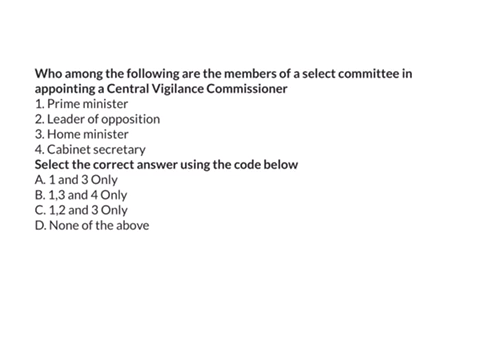 Who among the following are the members of a select committee in
appointing a Central Vigilance Commissioner
1. Prime minister
2. Leader of opposition
3. Home minister
4. Cabinet secretary
Select the correct answer using the code below
A. 1 and 3 Only
B. 1,3 and 4 Only
C. 1,2 and 3 Only
D. None of the above